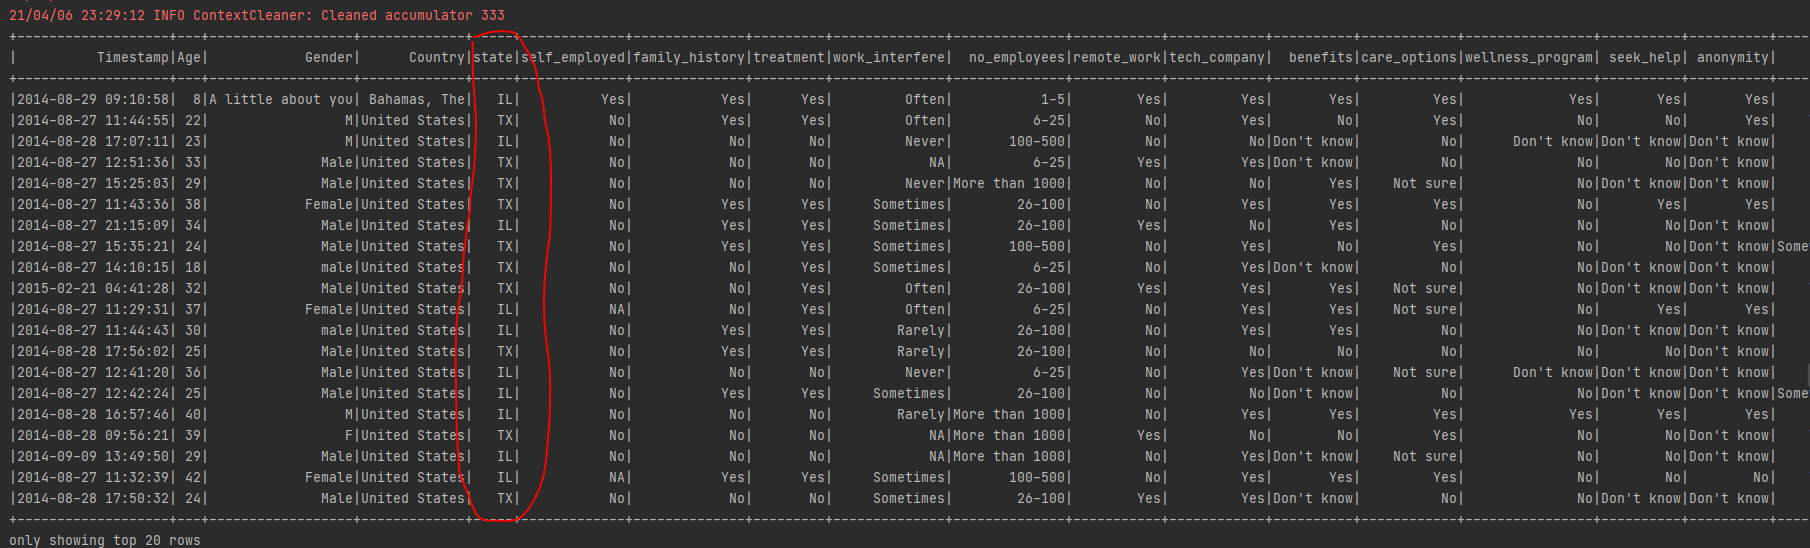 21/04/06 23:29:12 INFO ContextCleaner: Cleaned accumulator 333
+-------------------+---+------------------+-------------+-----+-------------+--------------+---------+--------------+--------------+-----------+------------+----------+------------+----------------+----------+----------+----
|          Timestamp|Age|            Gender|      Country|state|self_employed|family_history|treatment|work_interfere|  no_employees|remote_work|tech_company|  benefits|care_options|wellness_program| seek_help| anonymity|
+-------------------+---+------------------+-------------+-----+-------------+--------------+---------+--------------+--------------+-----------+------------+----------+------------+----------------+----------+----------+----
|2014-08-29 09:10:58|  8|A little about you| Bahamas, The|   IL|          Yes|           Yes|      Yes|         Often|           1-5|        Yes|         Yes|       Yes|         Yes|             Yes|       Yes|       Yes|
|2014-08-27 11:44:55| 22|                 M|United States|   TX|           No|           Yes|      Yes|         Often|          6-25|         No|         Yes|        No|         Yes|              No|        No|       Yes|
|2014-08-28 17:07:11| 23|                 M|United States|   IL|           No|            No|       No|         Never|       100-500|         No|          No|Don't know|          No|      Don't know|Don't know|Don't know|
|2014-08-27 12:51:36| 33|              Male|United States|   TX|           No|            No|       No|            NA|          6-25|        Yes|         Yes|Don't know|          No|              No|        No|Don't know|
|2014-08-27 15:25:03| 29|              Male|United States|   TX|           No|            No|       No|         Never|More than 1000|         No|          No|       Yes|    Not sure|              No|Don't know|Don't know|
|2014-08-27 11:43:36| 38|            Female|United States|   TX|           No|           Yes|      Yes|     Sometimes|        26-100|         No|         Yes|       Yes|         Yes|              No|       Yes|       Yes|
|2014-08-27 21:15:09| 34|              Male|United States|   IL|           No|           Yes|      Yes|     Sometimes|        26-100|        Yes|          No|       Yes|          No|              No|        No|Don't know|
|2014-08-27 15:35:21| 24|              Male|United States|   TX|           No|           Yes|      Yes|     Sometimes|       100-500|         No|         Yes|        No|         Yes|              No|        No|Don't know|Some
|2014-08-27 14:10:15| 18|              male|United States|   TX|           No|            No|      Yes|     Sometimes|          6-25|         No|         Yes|Don't know|          No|              No|Don't know|Don't know|
|2015-02-21 04:41:28| 32|              Male|United States|   TX|           No|            No|      Yes|         Often|        26-100|        Yes|         Yes|       Yes|    Not sure|              No|Don't know|Don't know|
|2014-08-27 11:29:31| 37|            Female|United States|   IL|           NA|            No|      Yes|         Often|          6-25|         No|         Yes|       Yes|    Not sure|              No|       Yes|       Yes|
|2014-08-27 11:44:43| 30|              male|United States|   IL|           No|           Yes|      Yes|        Rarely|        26-100|         No|         Yes|       Yes|          No|              No|Don't know|Don't know|
|2014-08-28 17:56:02| 25|              Male|United States|   TX|           No|           Yes|      Yes|        Rarely|        26-100|         No|          No|        No|          No|              No|        No|Don't know|
|2014-08-27 12:41:20| 36|              Male|United States|   IL|           No|            No|       No|         Never|          6-25|         No|         Yes|Don't know|    Not sure|      Don't know|Don't know|Don't know|
|2014-08-27 12:42:24| 25|              Male|United States|   IL|           No|           Yes|      Yes|     Sometimes|        26-100|         No|          No|Don't know|          No|              No|Don't know|Don't know|Some
|2014-08-28 16:57:46| 40|                 M|United States|   IL|           No|            No|       No|        Rarely|More than 1000|         No|         Yes|       Yes|         Yes|             Yes|       Yes|       Yes|
|2014-08-28 09:56:21| 39|                 F|United States|   TX|           No|            No|       No|            NA|More than 1000|        Yes|          No|        No|         Yes|              No|        No|Don't know|
|2014-09-09 13:49:50| 29|              Male|United States|   IL|           No|            No|       No|            NA|More than 1000|         No|         Yes|Don't know|    Not sure|              No|Don't know|Don't know|
|2014-08-27 11:32:39| 42|            Female|United States|   IL|           NA|           Yes|      Yes|     Sometimes|       100-500|         No|         Yes|       Yes|         Yes|              No|        No|        No|
|2014-08-28 17:50:32| 24|              Male|United States|   TX|           No|            No|       No|     Sometimes|        26-100|        Yes|         Yes|Don't know|          No|              No|Don't know|Don't know|
+-------------------+---+------------------+-------------+-----+-------------+--------------+---------+--------------+--------------+-----------+------------+----------+------------+----------------+----------+----------+----
only showing top 20 rows